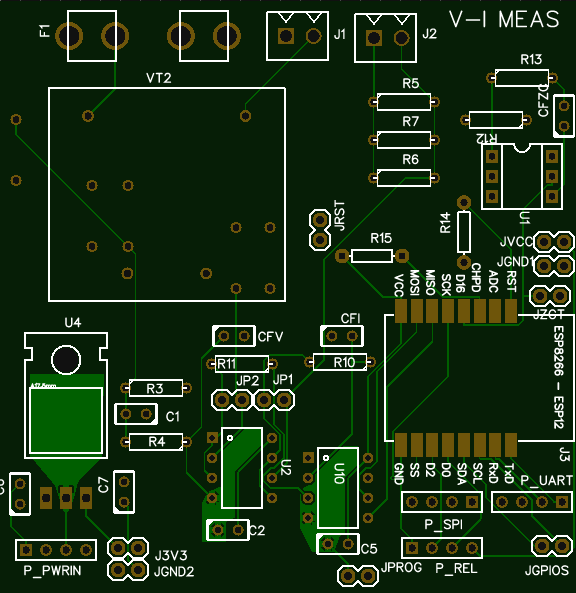 V-I MEAS
F1
J1
J2
R13
VT2
R5
CFZC
R7
R12
R6
U1
JRST
R14
R15
JVCC
JGND1
VCC
MOSI
MISO
SCK
D16
CHPD
ADC
RST
JZCT
U4
CFV
CFI
ESP8266 - ESP12
R11
R10
JP2
JP1
R3
C1
R4
U2
U10
J3
GND
SS
D2
D0
SDA
SCL
RxD
TxD
P_UART
C7
P_SPI
C2
C5
J3V3
JGND2
P_PWRIN
JPROG
P_REL
JGPIOS